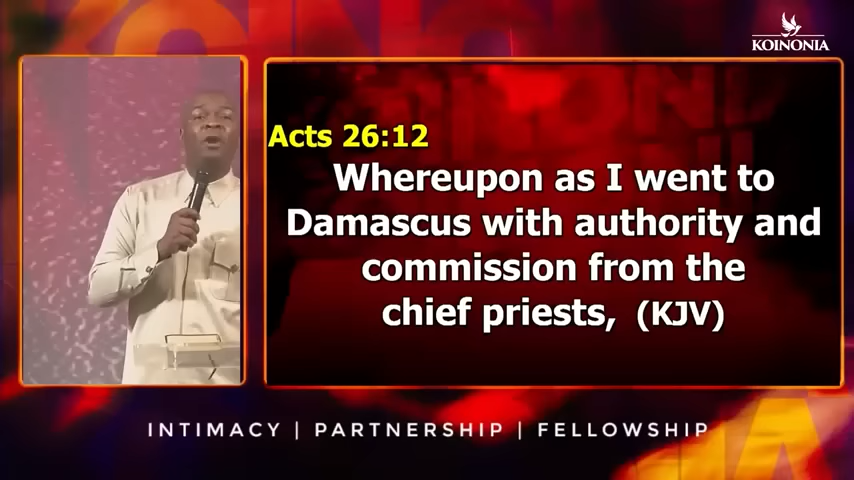 KOINONIA
Acts 26:12
Whereupon as I went to
Damascus with authority and
commission from the
chief priests, (KJV)
INTIMACY | PARTNERSHIP | FELLOWSHIP